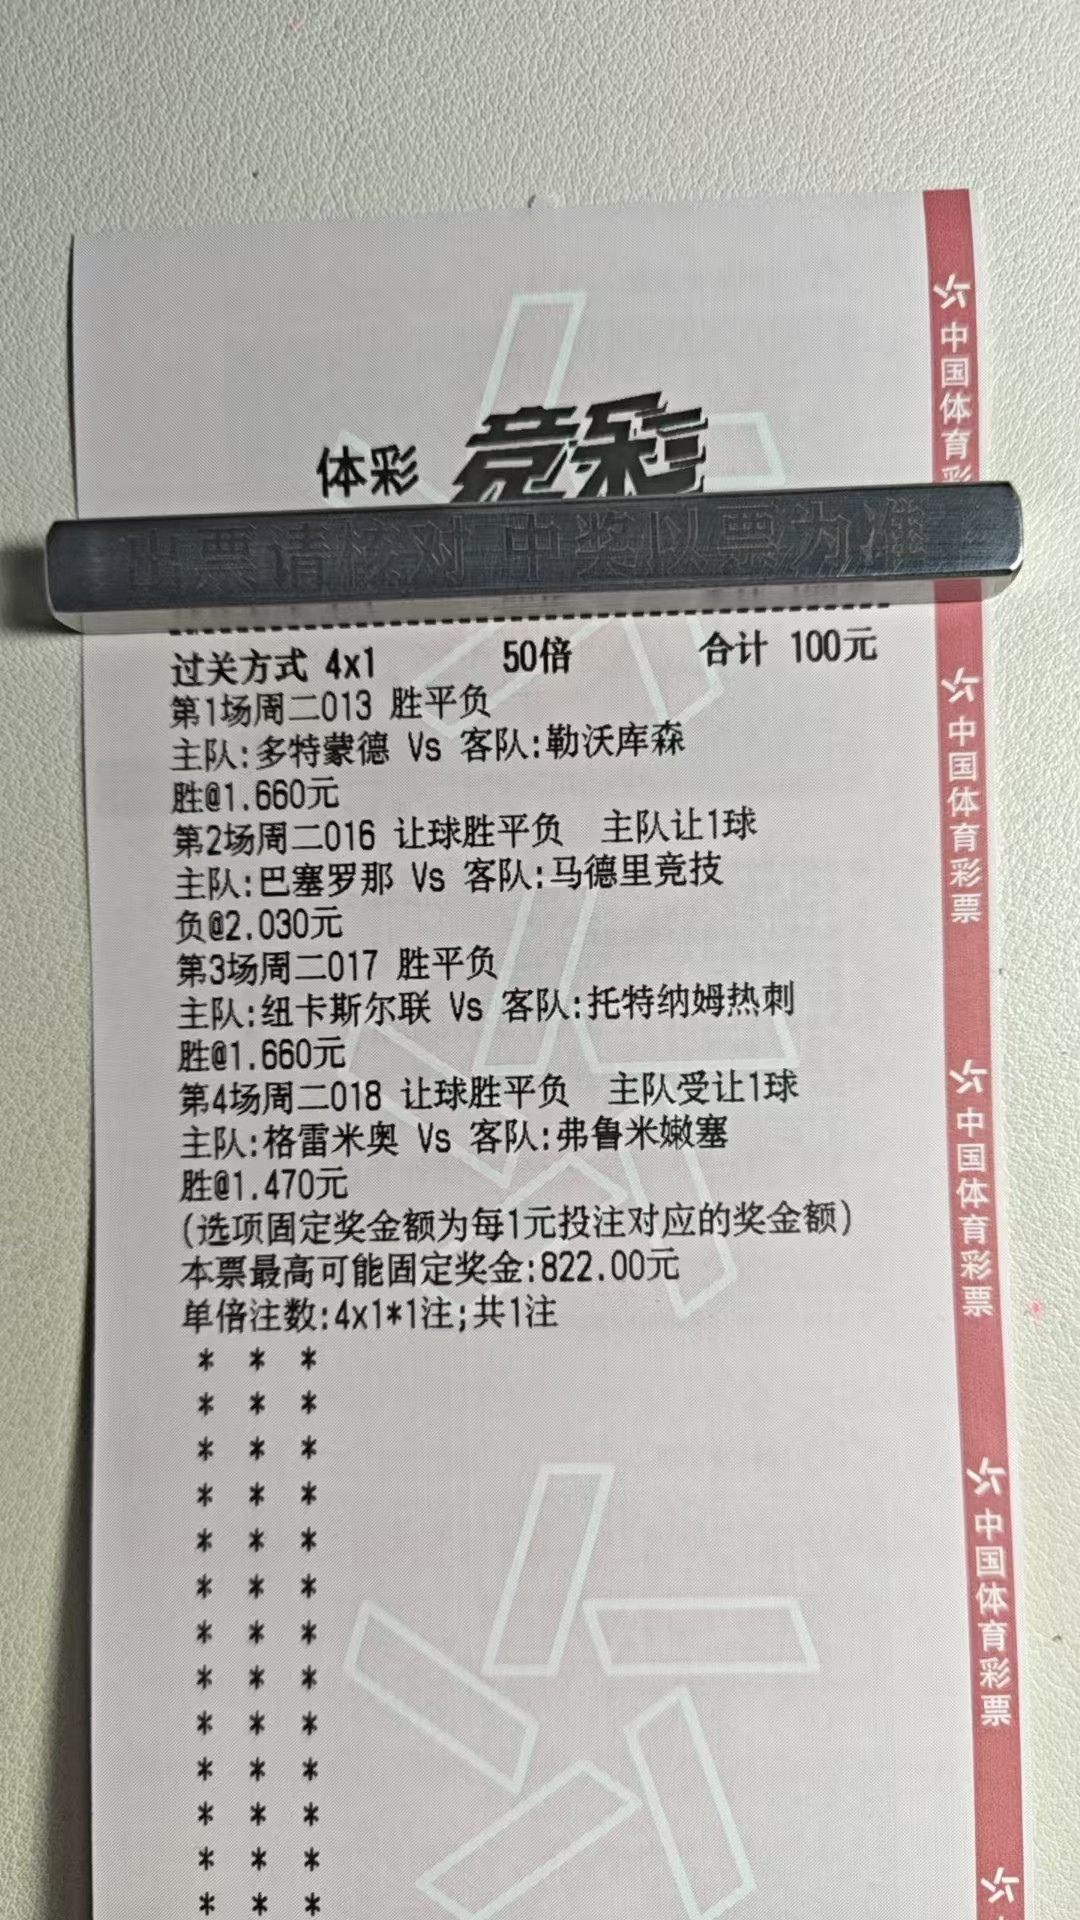 体彩 竞彩
出票请核对 中奖以票为准
过关方式 4x1 50倍 合计 100元
第1场周二013 胜平负
主队:多特蒙德 Vs 客队:勒沃库森
胜@1.660元
第2场周二016 让球胜平负 主队让1球
主队:巴塞罗那 Vs 客队:马德里竞技
负@2.030元
第3场周二017 胜平负
主队:纽卡斯尔联 Vs 客队:托特纳姆热刺
胜@1.660元
第4场周二018 让球胜平负 主队受让1球
主队:格雷米奥 Vs 客队:弗鲁米嫩塞
胜@1.470元
(选项固定奖金额为每1元投注对应的奖金额)
本票最高可能固定奖金:822.00元
单倍注数:4x1*1注;共1注
* * *
* * *
* * *
* * *
* * *
* * *
* * *
* * *
* * *
* * *
* * *
* * *
* * *
中国体育彩
中国体育彩票
中国体育彩票
中国体育彩票